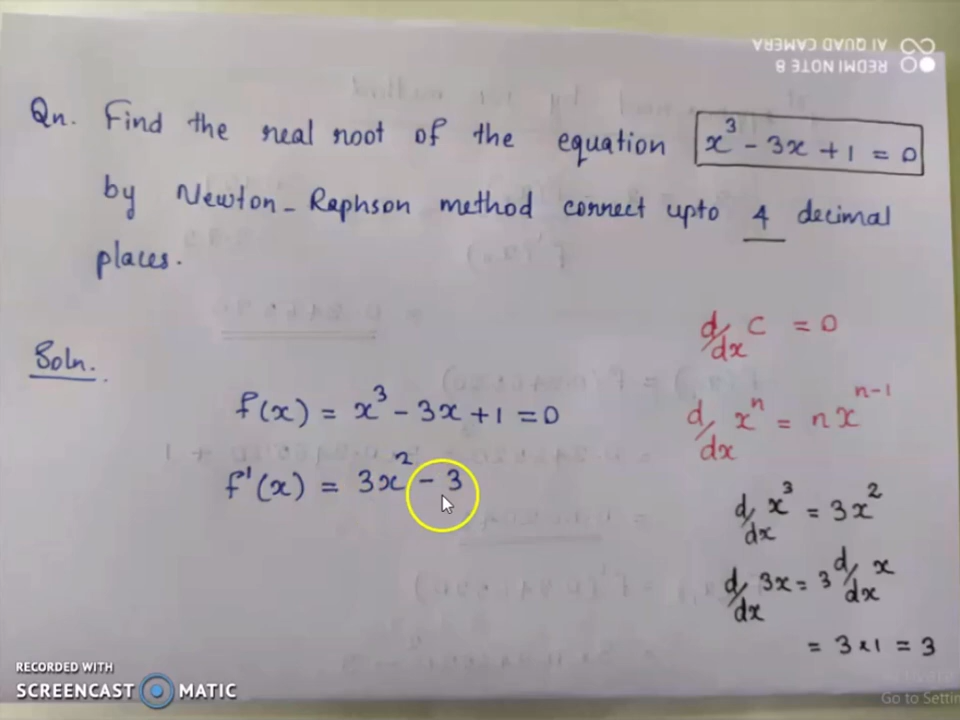 AI QUAD CAMERA
REDMI NOTE 8
Qn. Find the real root of the equation x³ - 3x + 1 = 0
by Newton-Raphson method correct upto 4 decimal
places.
Soln.
f(x) = x³ - 3x + 1 = 0
f'(x) = 3x² - 3
d/dx C = 0
d/dx xⁿ = nxⁿ⁻¹
d/dx x³ = 3x²
d/dx 3x = 3 d/dx x
= 3 × 1 = 3
RECORDED WITH
SCREENCAST MATIC
Go to Settin